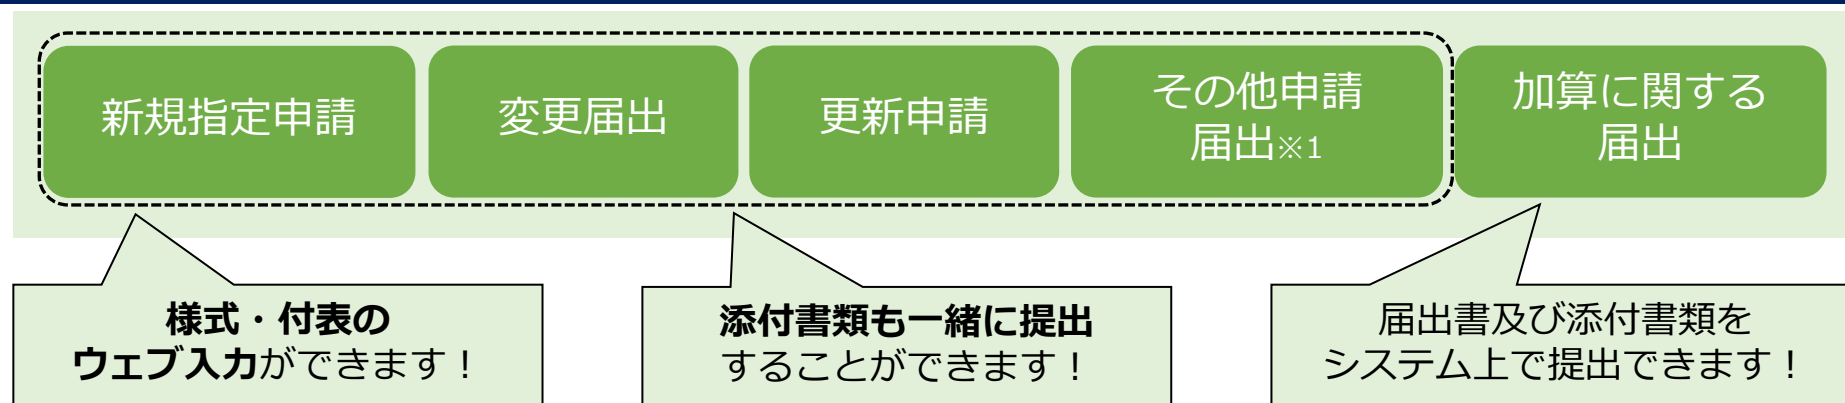 新規指定申請
変更届出
更新申請
その他申請
届出※1
加算に関する
届出
様式・付表の
ウェブ入力ができます！
添付書類も一緒に提出
することができます！
届出書及び添付書類を
システム上で提出できます！